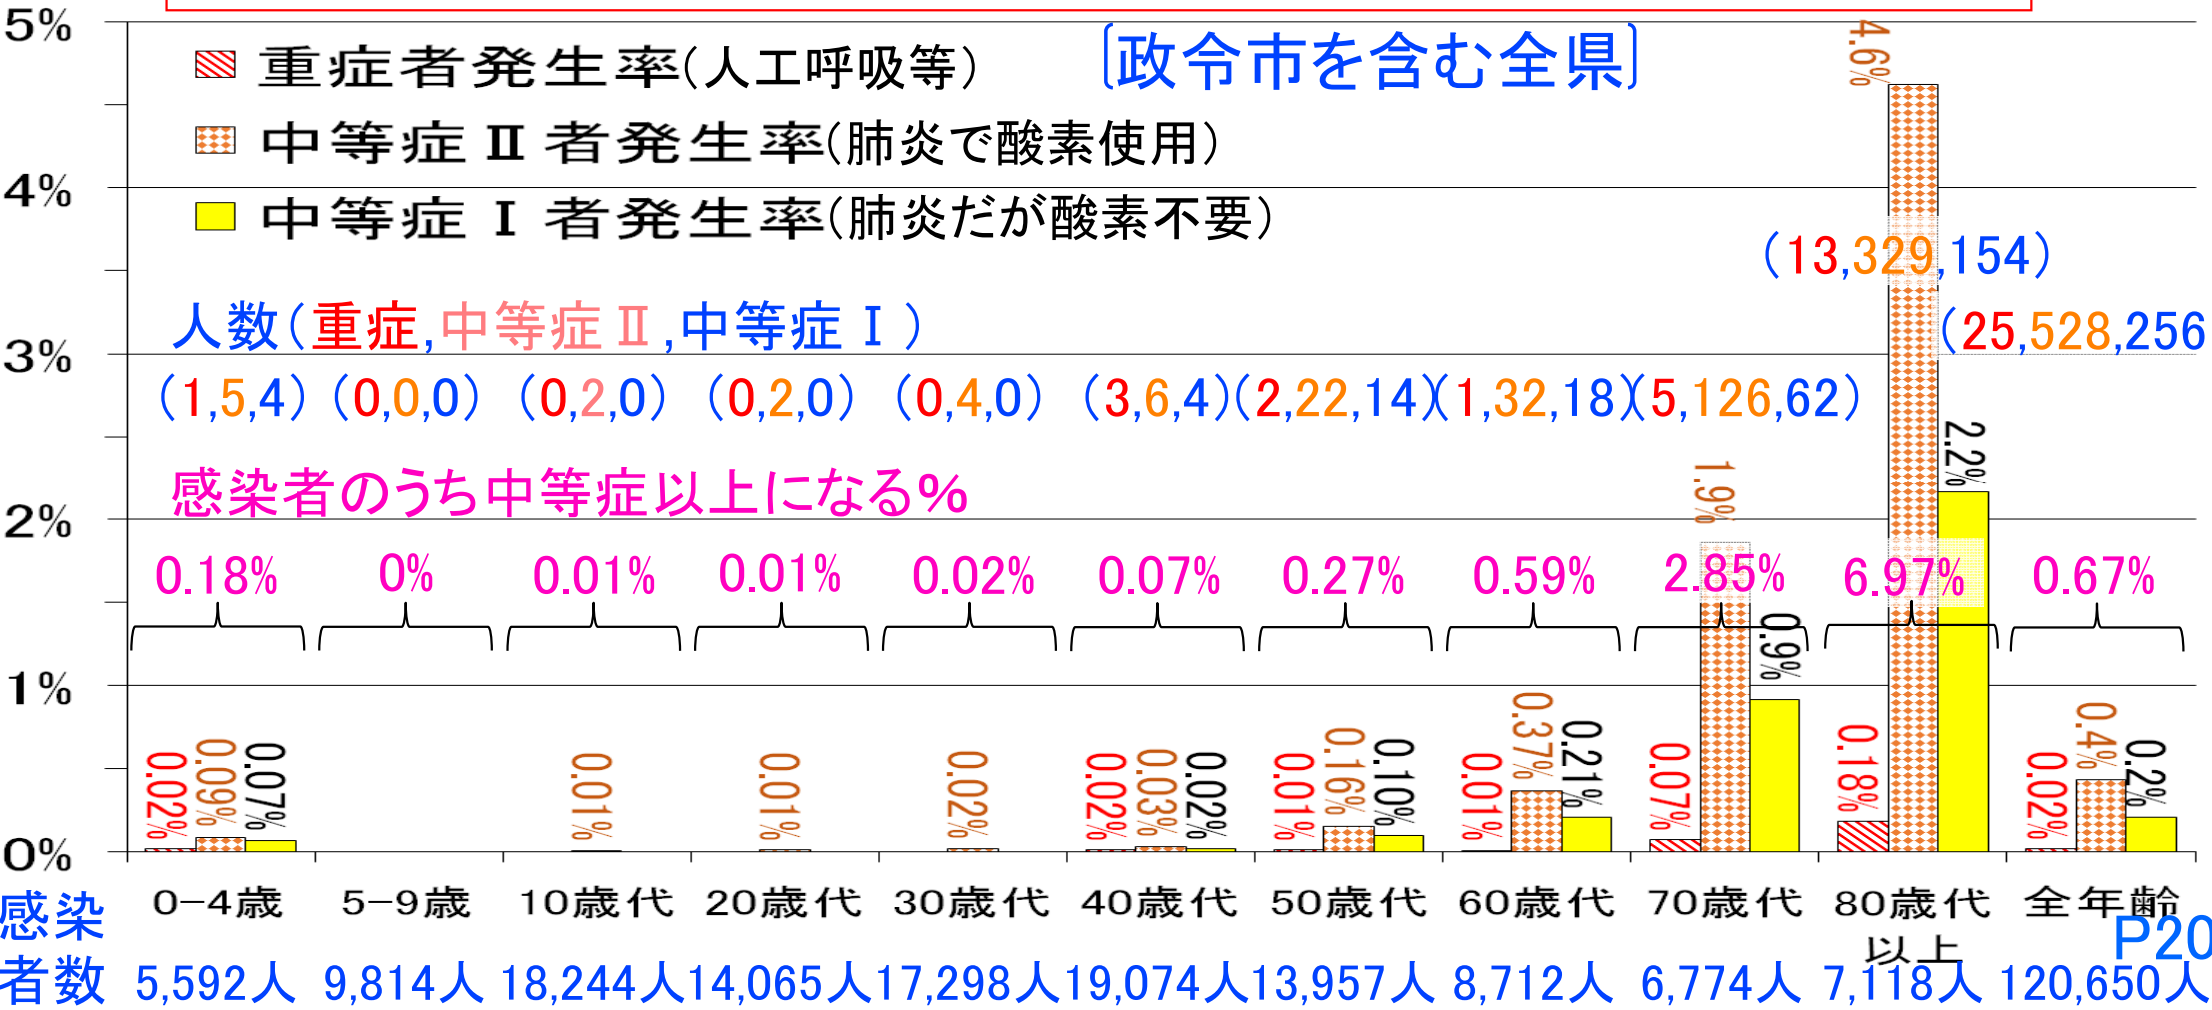 5%
重症者発生率(人工呼吸等)
[政令市を含む全県]
4.6%
中等症Ⅱ者発生率(肺炎で酸素使用)
4%
中等症Ⅰ者発生率(肺炎だが酸素不要)
(13,329,154)
人数(重症,中等症Ⅱ,中等症Ⅰ)
(25,528,256
3%
(1,5,4) (0,0,0) (0,2,0) (0,2,0) (0,4,0) (3,6,4) (2,22,14) (1,32,18) (5,126,62)
2.2%
1.9%
感染者のうち中等症以上になる%
2%
0.18% 0% 0.01% 0.01% 0.02% 0.07% 0.27% 0.59% 2.85% 6.97% 0.67%
0.9%
1%
0.02% 0.09% 0.07% 0.01% 0.01% 0.02% 0.02% 0.03% 0.02% 0.01% 0.16% 0.10% 0.01% 0.37% 0.21% 0.07% 0.18% 0.02% 0.4% 0.2%
0%
0-4歳 5-9歳 10歳代 20歳代 30歳代 40歳代 50歳代 60歳代 70歳代 80歳代以上 全年齢
P20
感染者数 5,592人 9,814人 18,244人 14,065人 17,298人 19,074人 13,957人 8,712人 6,774人 7,118人 120,650人